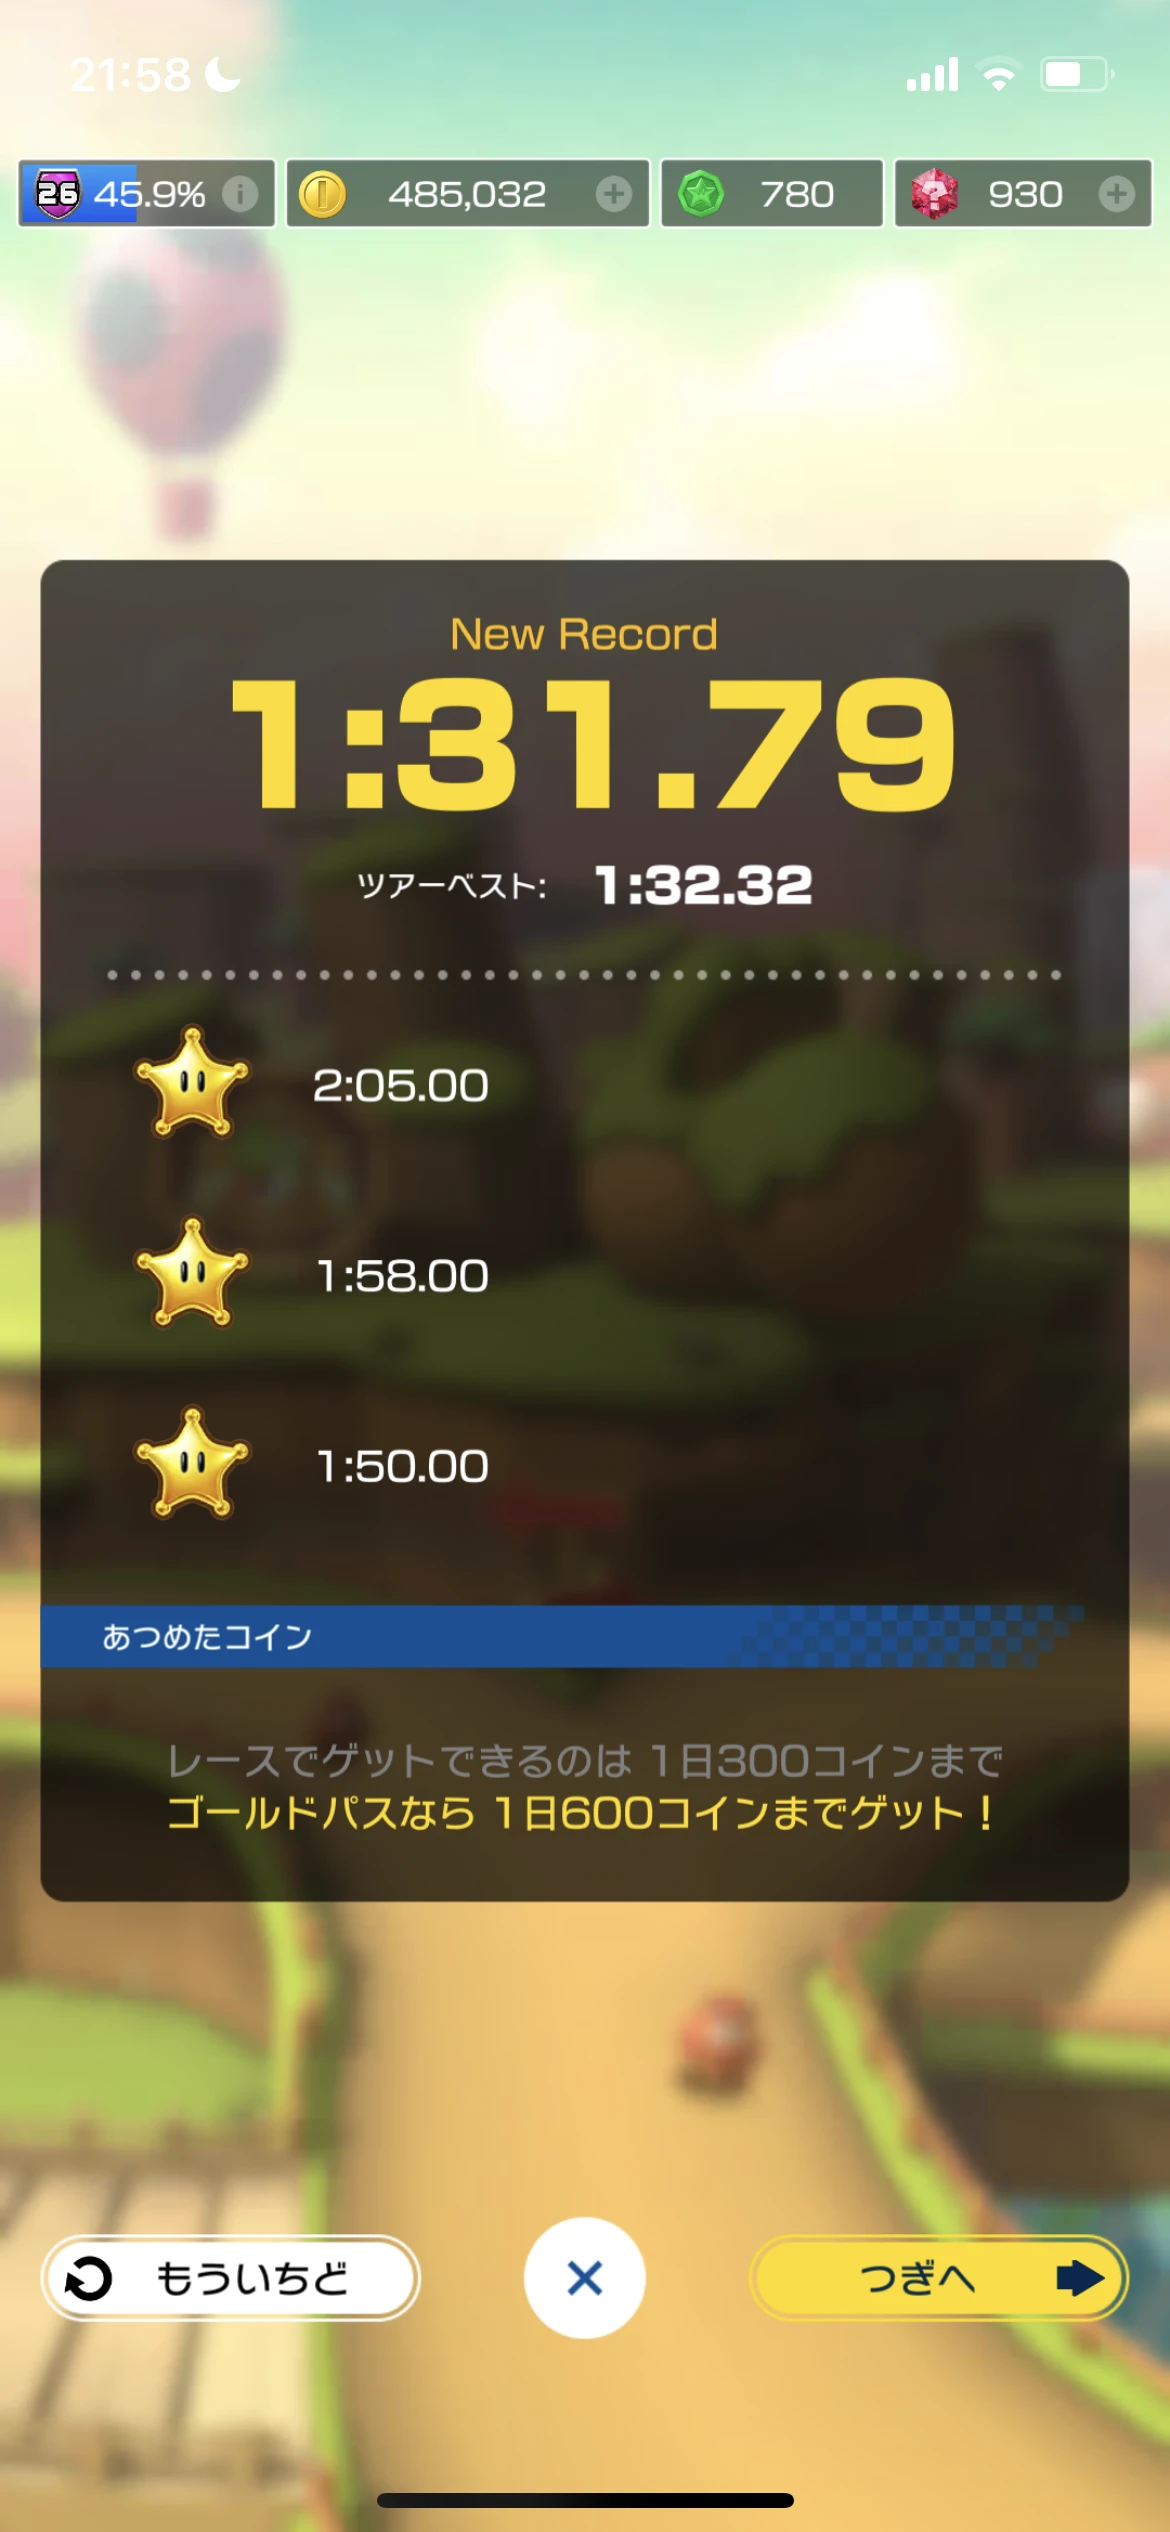 21:58
26 45.9% i 485,032 + 780 930 +
New Record
1:31.79
ツアーベスト: 1:32.32
2:05.00
1:58.00
1:50.00
あつめたコイン
レースでゲットできるのは 1日300コインまで
ゴールドパスなら 1日600コインまでゲット！
もういちど × つぎへ